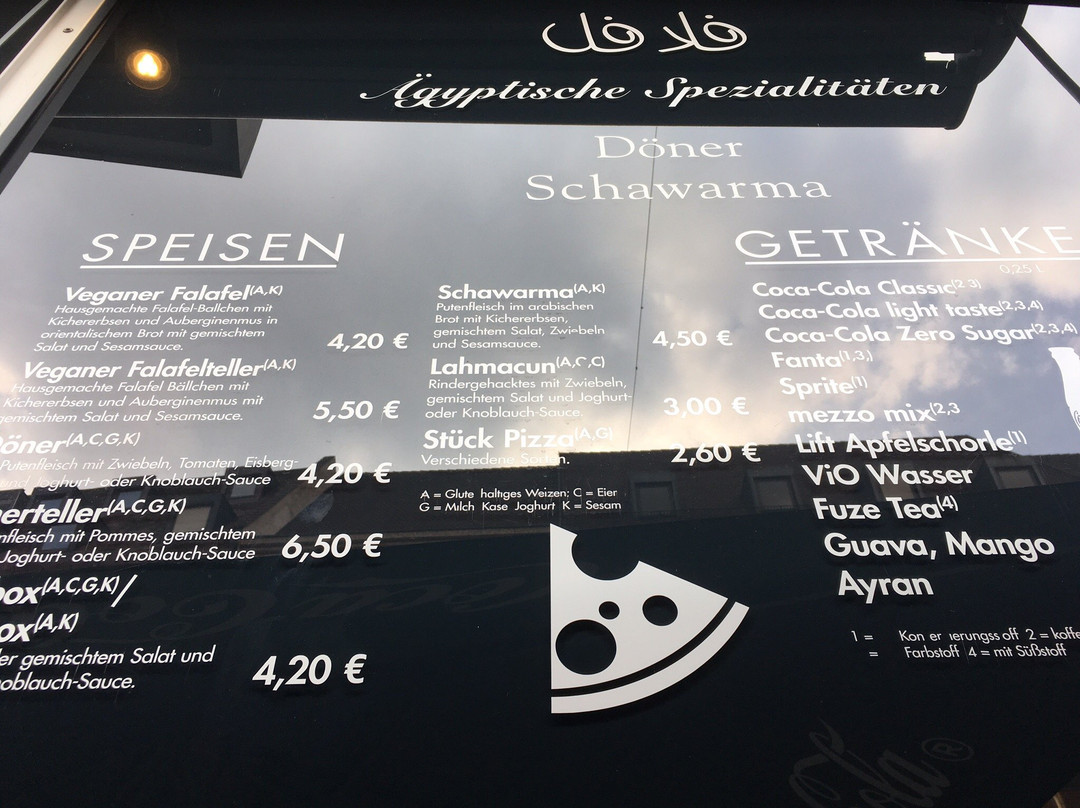 فلافل
Ägyptische Spezialitäten
Döner
Schawarma
SPEISEN
Veganer Falafel(A,K)
Hausgemachte Falafel-Bällchen mit
Kichererbsen und Auberginenmus in
orientalischem Brot mit gemischtem
Salat und Sesamsauce.
4,20 €
Veganer Falafelteller(A,K)
Hausgemachte Falafel Bällchen mit
Kichererbsen und Auberginenmus mit
gemischtem Salat und Sesamsauce.
5,50 €
Döner(A,C,G,K)
Putenfleisch mit Zwiebeln, Tomaten, Eisberg-
und Joghurt- oder Knoblauch-Sauce
4,20 €
erteller(A,C,G,K)
nfleisch mit Pommes, gemischtem
Joghurt- oder Knoblauch-Sauce
6,50 €
box(A,C,G,K)/
ox(A,K)
er gemischtem Salat und
oblauch-Sauce.
4,20 €
Schawarma(A,K)
Putenfleisch im arabischen
Brot mit Kichererbsen,
gemischtem Salat, Zwiebeln
und Sesamsauce.
4,50 €
Lahmacun(A,C,C)
Rindergehacktes mit Zwiebeln,
gemischtem Salat und Joghurt-
oder Knoblauch-Sauce.
3,00 €
Stück Pizza(A,G)
Verschiedene
2,60 €
A = Glute haltiges Weizen; C = Eier
G = Milch Kase Joghurt K = Sesam
GETRÄNKE
0,25 L
Coca-Cola Classic(2 3)
Coca-Cola light taste(2,3,4)
Coca-Cola Zero Sugar(2,3,4)
Fanta(1,3,)
Sprite(1)
mezzo mix(2,3
Lift Apfelschorle(1)
ViO Wasser
Fuze Tea(4)
Guava, Mango
Ayran
1 = Kon er ierungss off 2 = koffe
= Farbstoff 4 = mit Süßstoff
Cola®